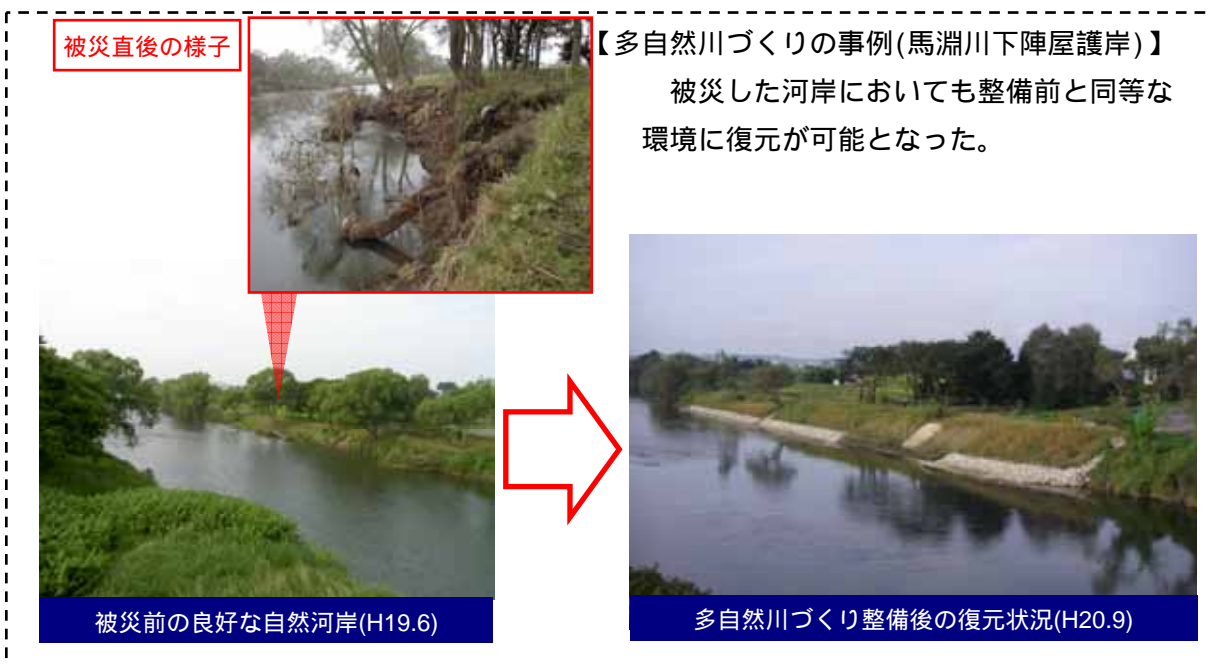 被災直後の様子
【多自然川づくりの事例(馬淵川下陣屋護岸)】
被災した河岸においても整備前と同等な
環境に復元が可能となった。
被災前の良好な自然河岸(H19.6)
多自然川づくり整備後の復元状況(H20.9)